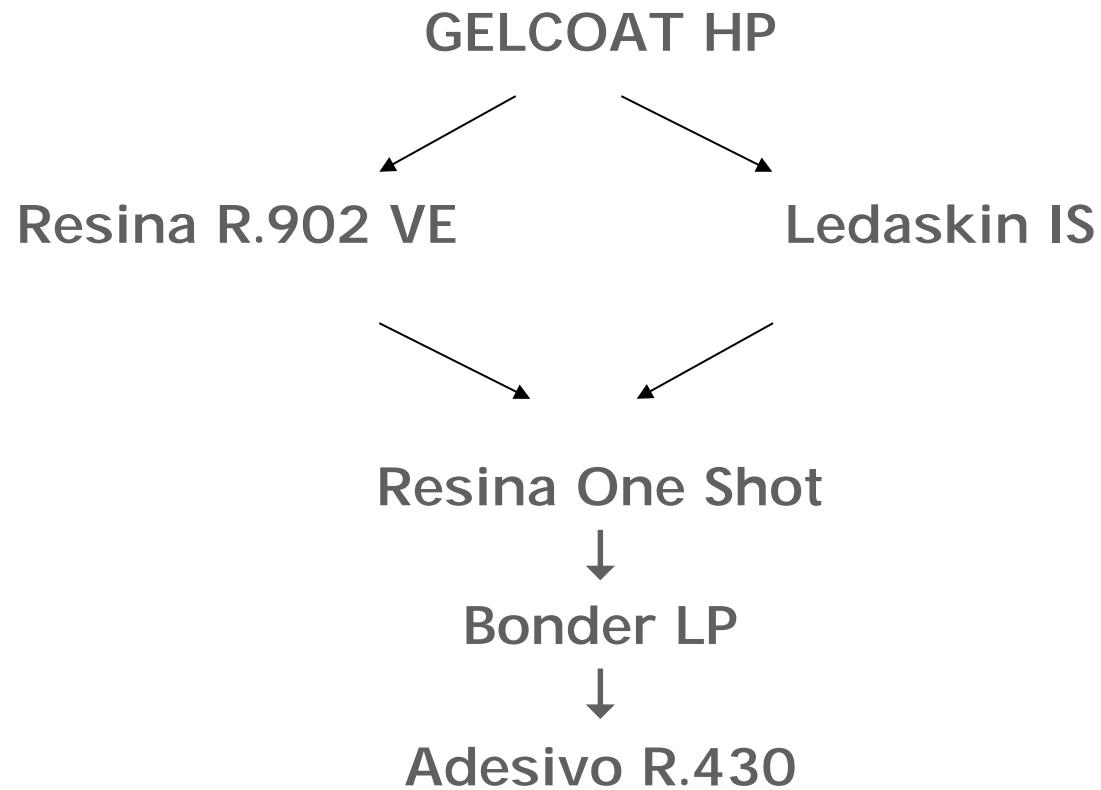 GELCOAT HP
Resina R.902 VE
Ledaskin IS
Resina One Shot
Bonder LP
Adesivo R.430